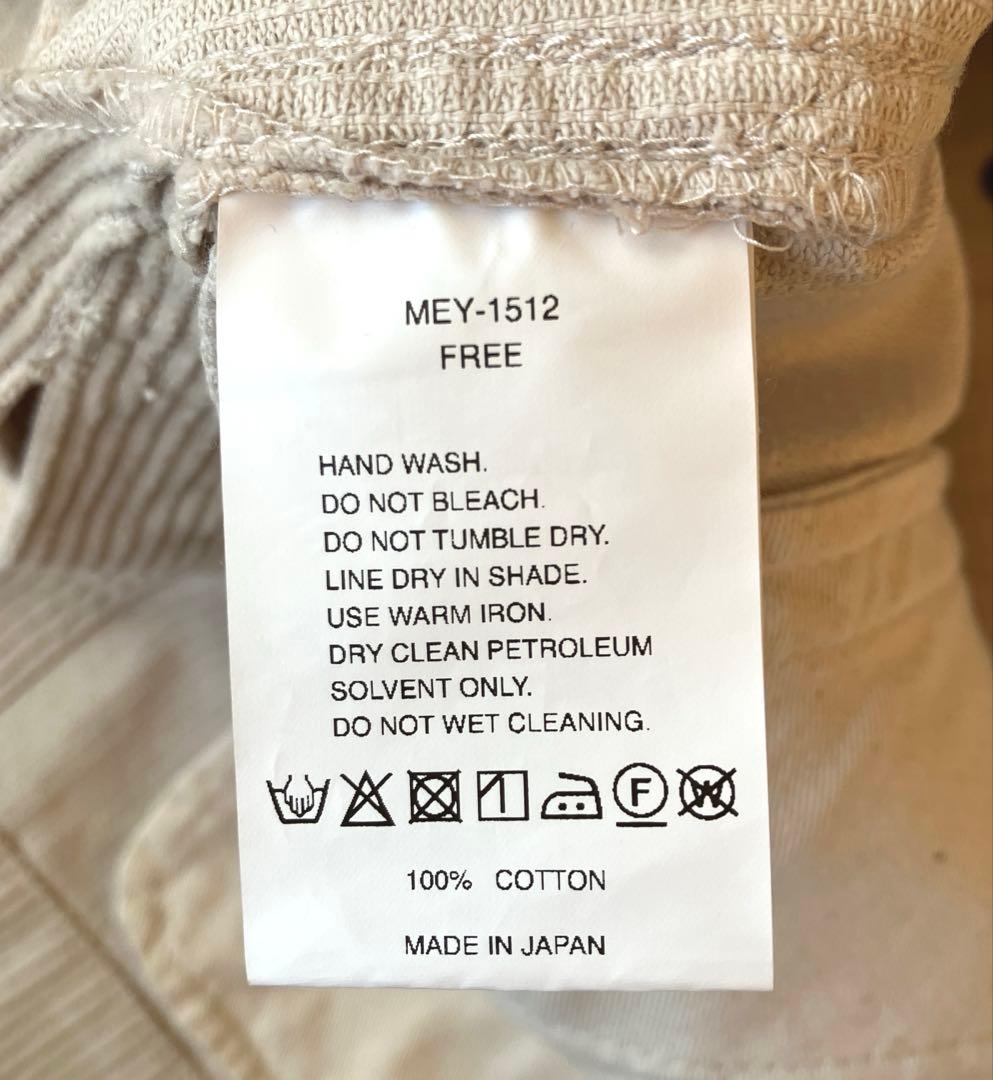 MEY-1512
FREE
HAND WASH.
DO NOT BLEACH.
DO NOT TUMBLE DRY.
LINE DRY IN SHADE.
USE WARM IRON.
DRY CLEAN PETROLEUM
SOLVENT ONLY.
DO NOT WET CLEANING.
F W
100% COTTON
MADE IN JAPAN